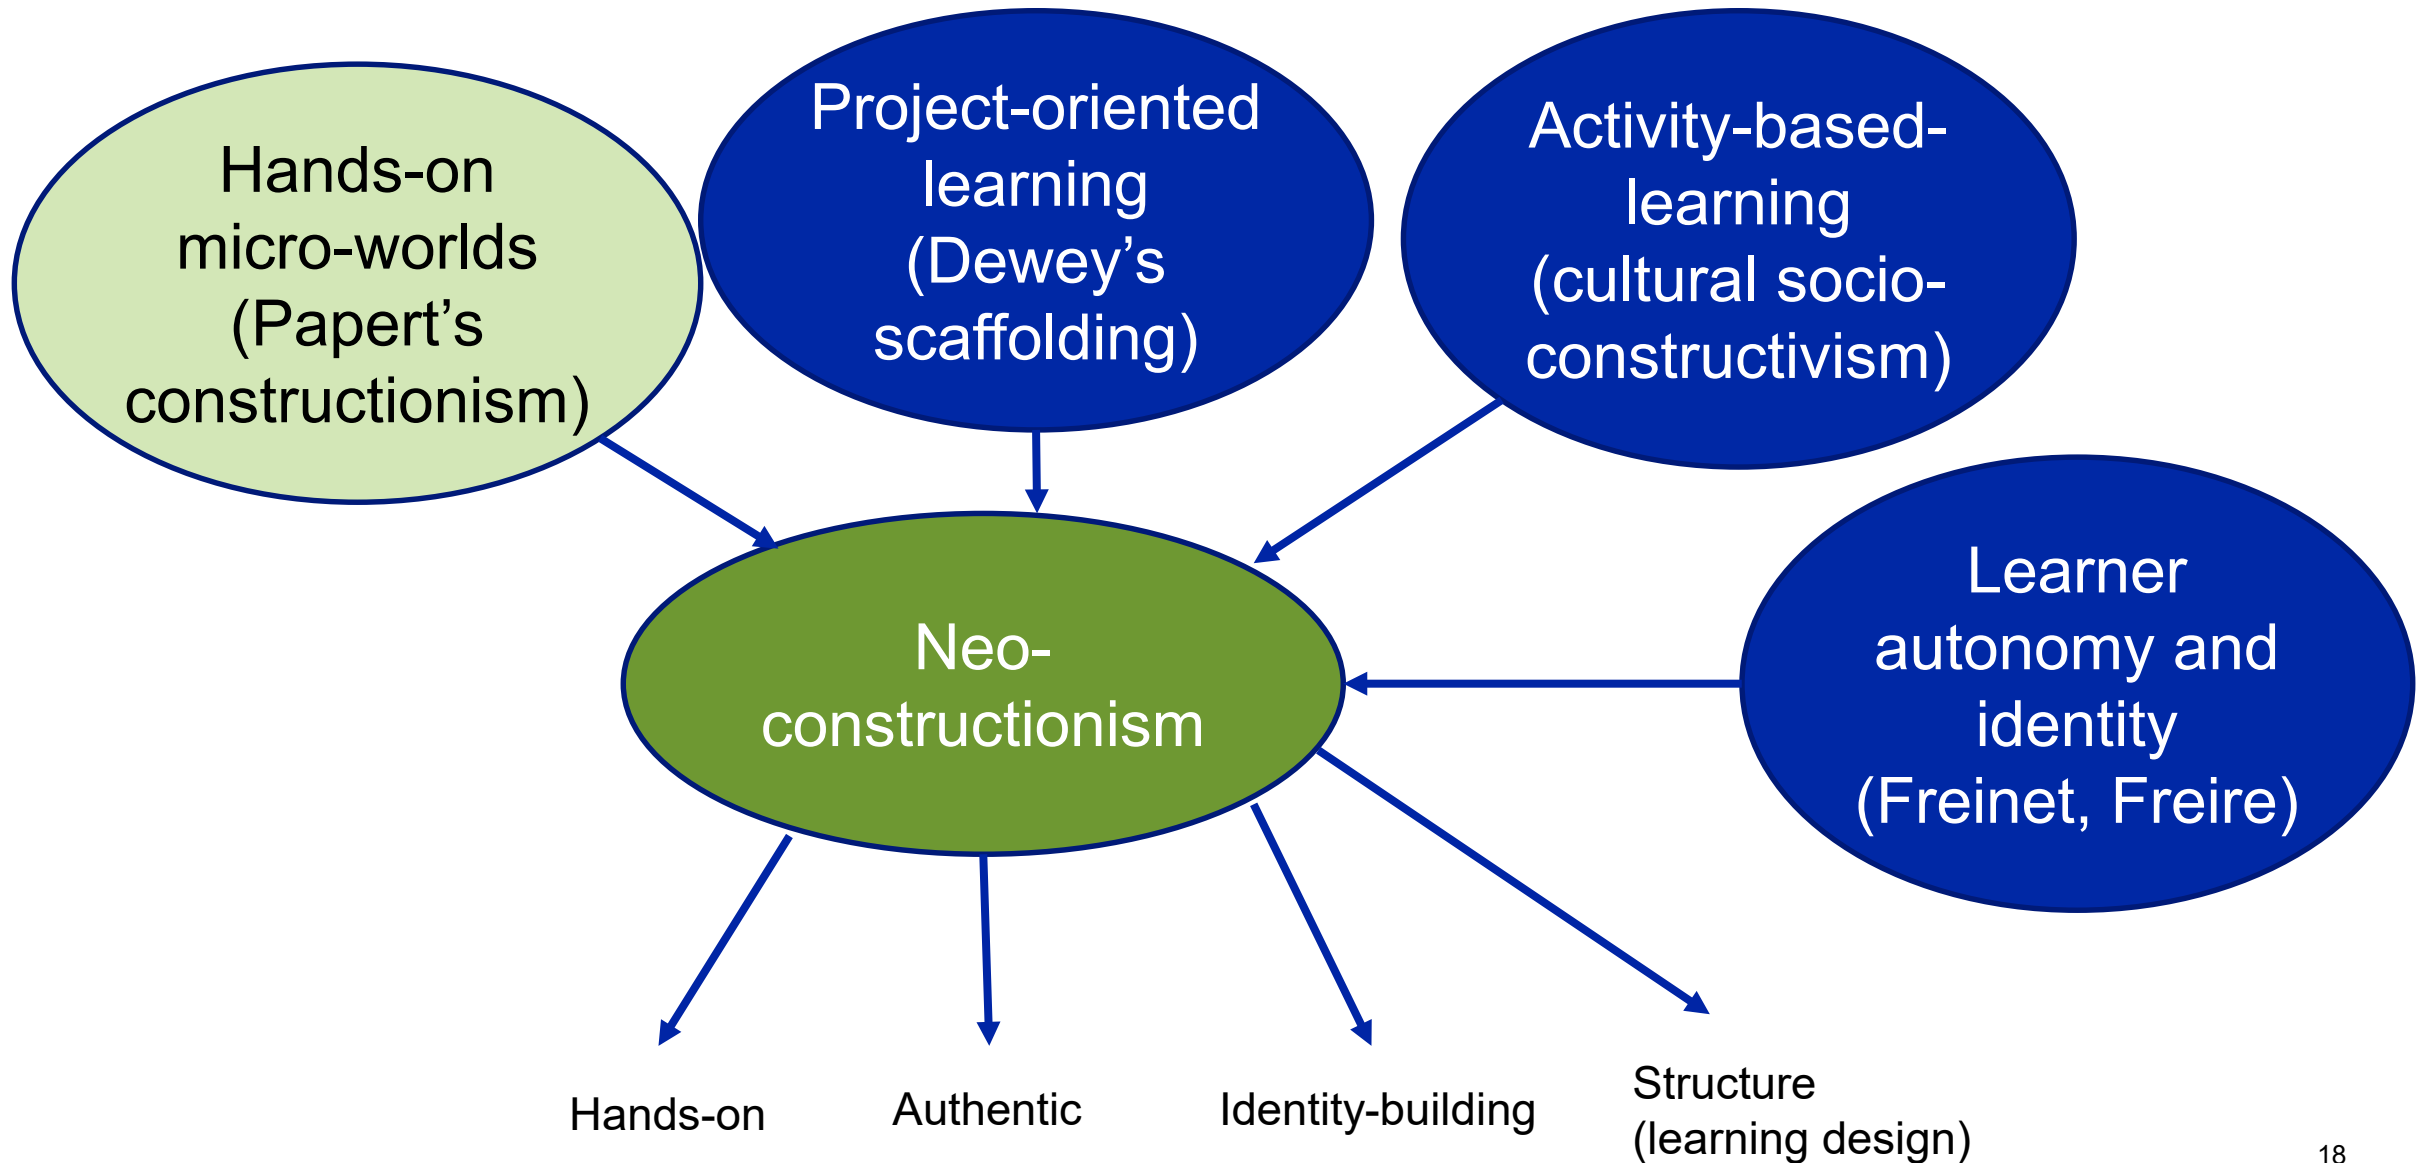 Hands-on
micro-worlds
(Papert’s
constructionism)
Project-oriented
learning
(Dewey’s
scaffolding)
Activity-based-
learning
(cultural socio-
constructivism)
Learner
autonomy and
identity
(Freinet, Freire)
Neo-
constructionism
Hands-on
Authentic
Identity-building
Structure
(learning design)
18